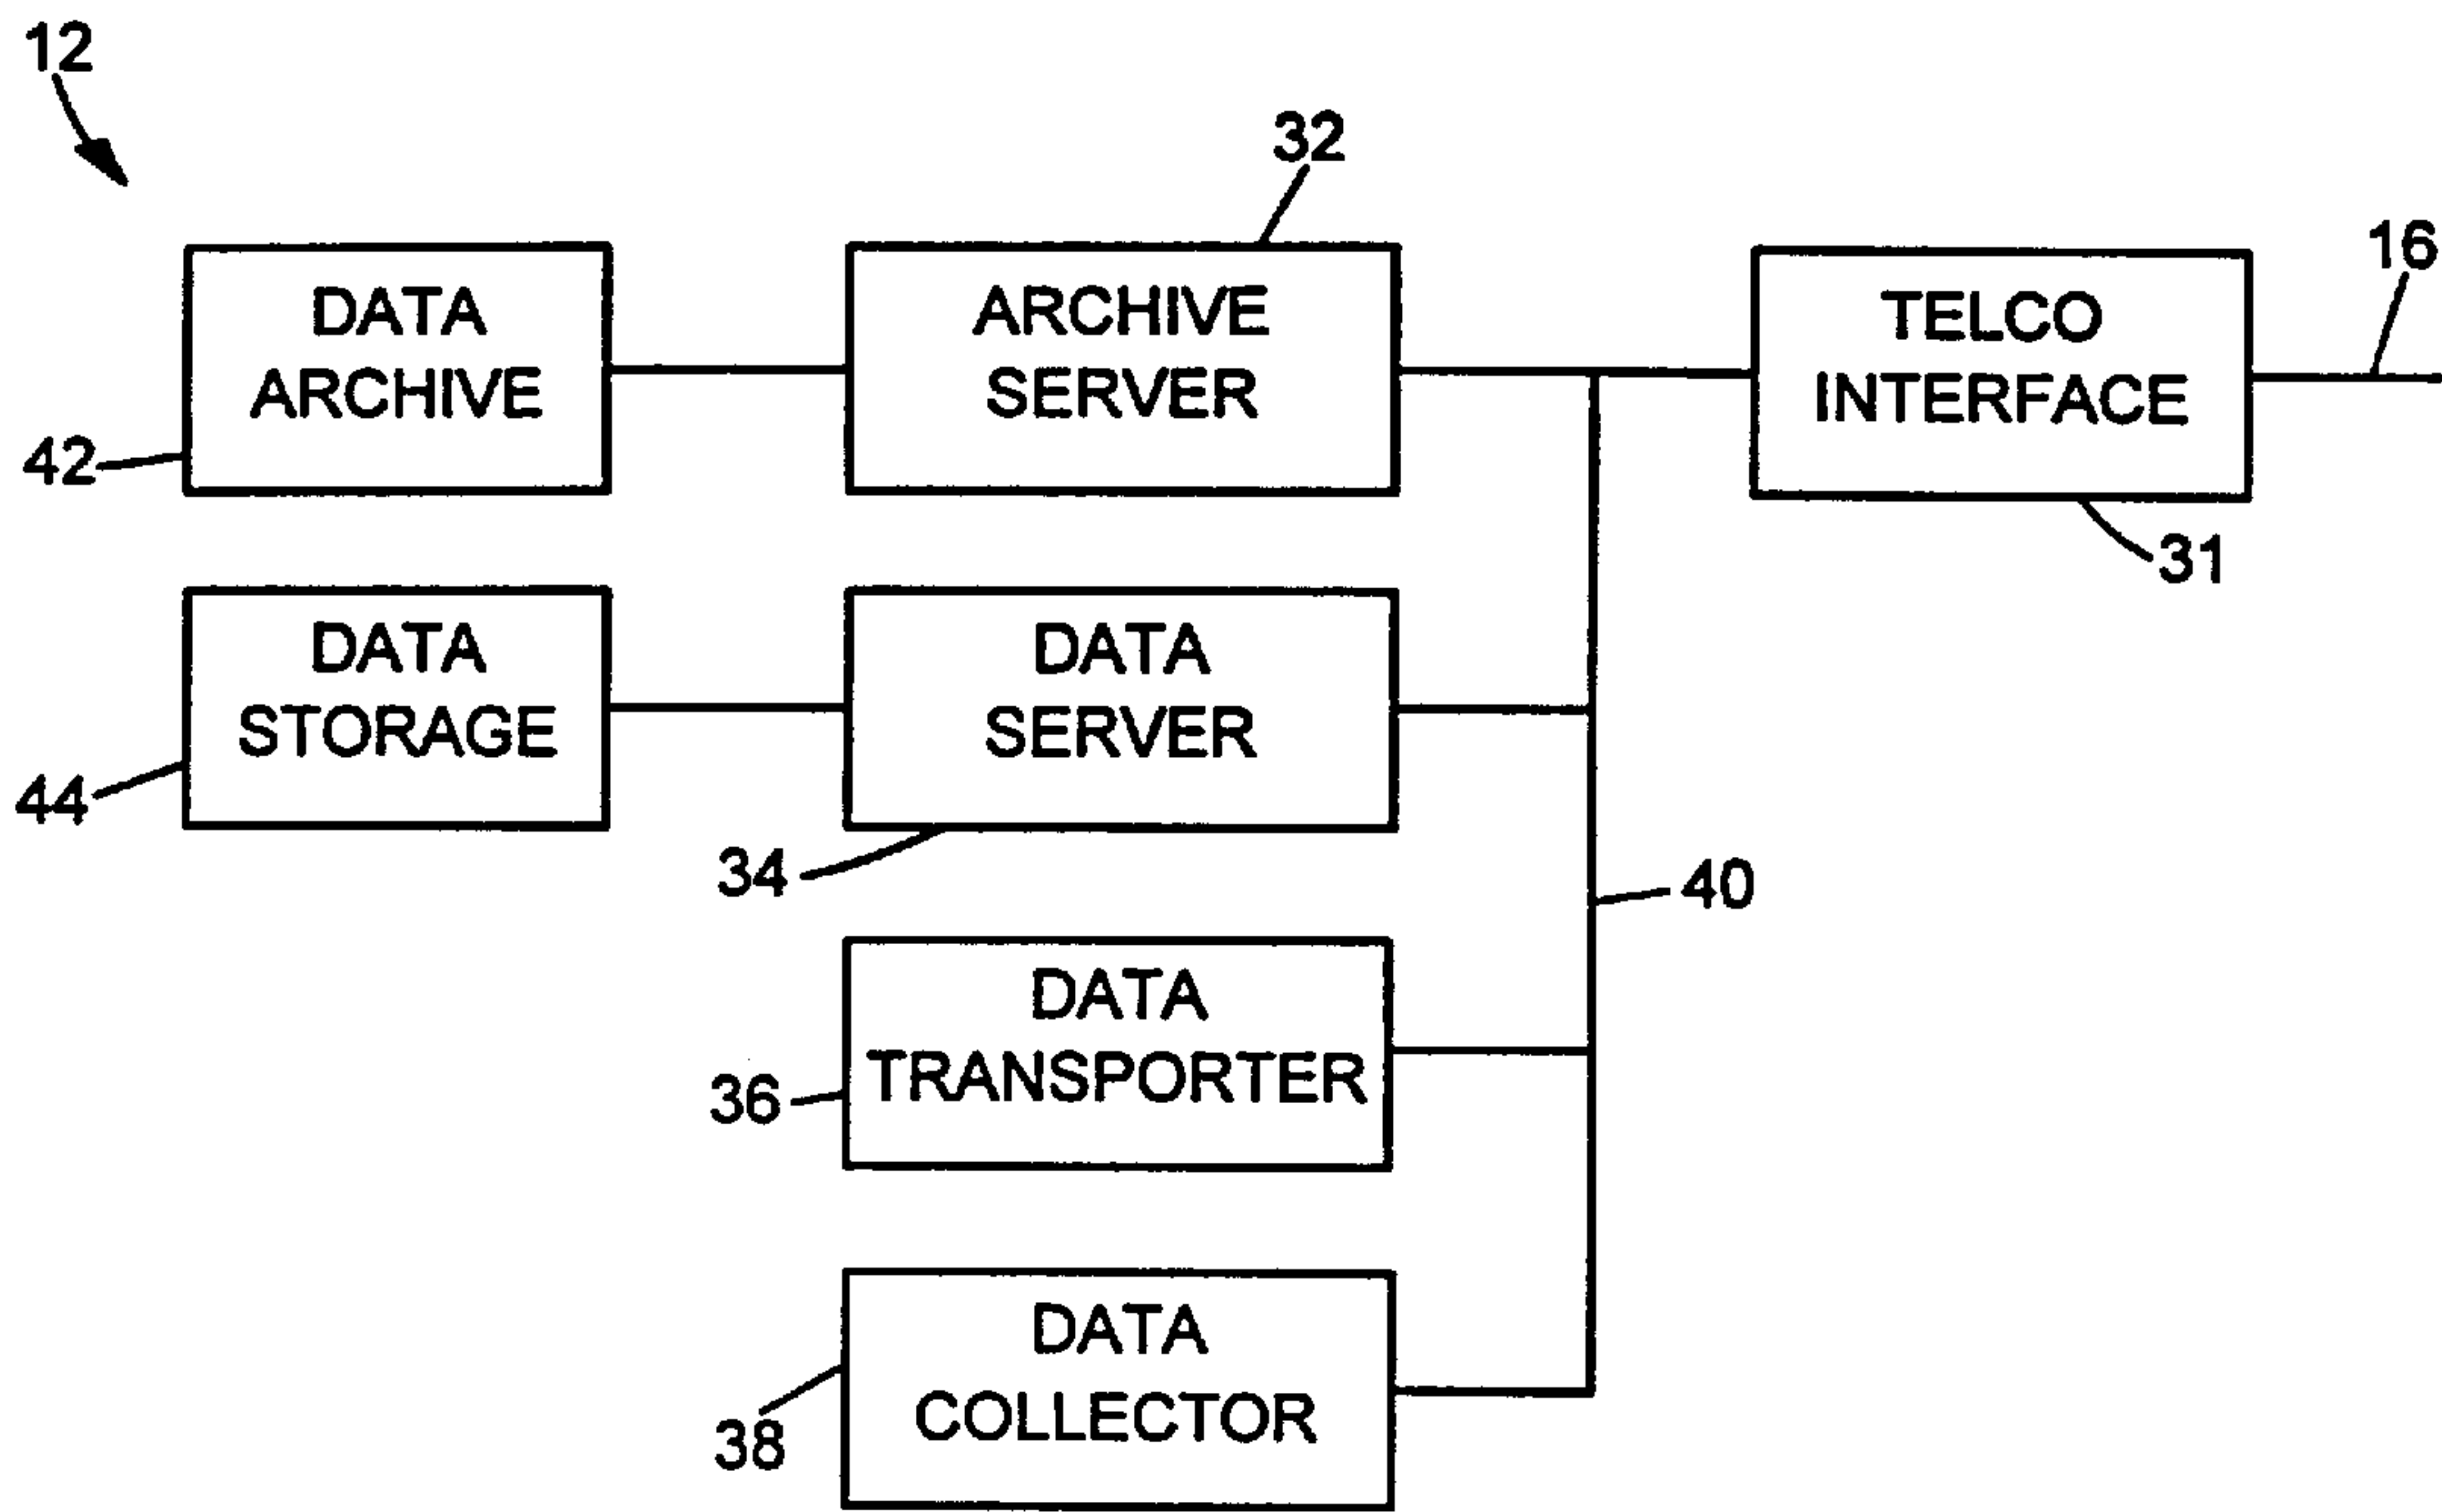 12
32
16
DATA
ARCHIVE
ARCHIVE
SERVER
TELCO
INTERFACE
42
31
DATA
STORAGE
DATA
SERVER
44
34
40
DATA
TRANSPORTER
36
DATA
COLLECTOR
38